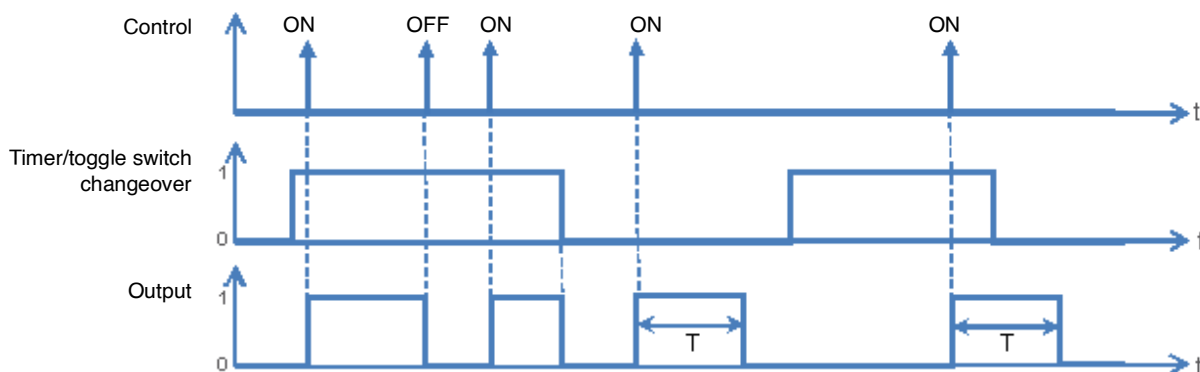 Control
ON OFF ON ON ON
t
Timer/toggle switch
changeover
1
0
t
Output
1
T T
0
t